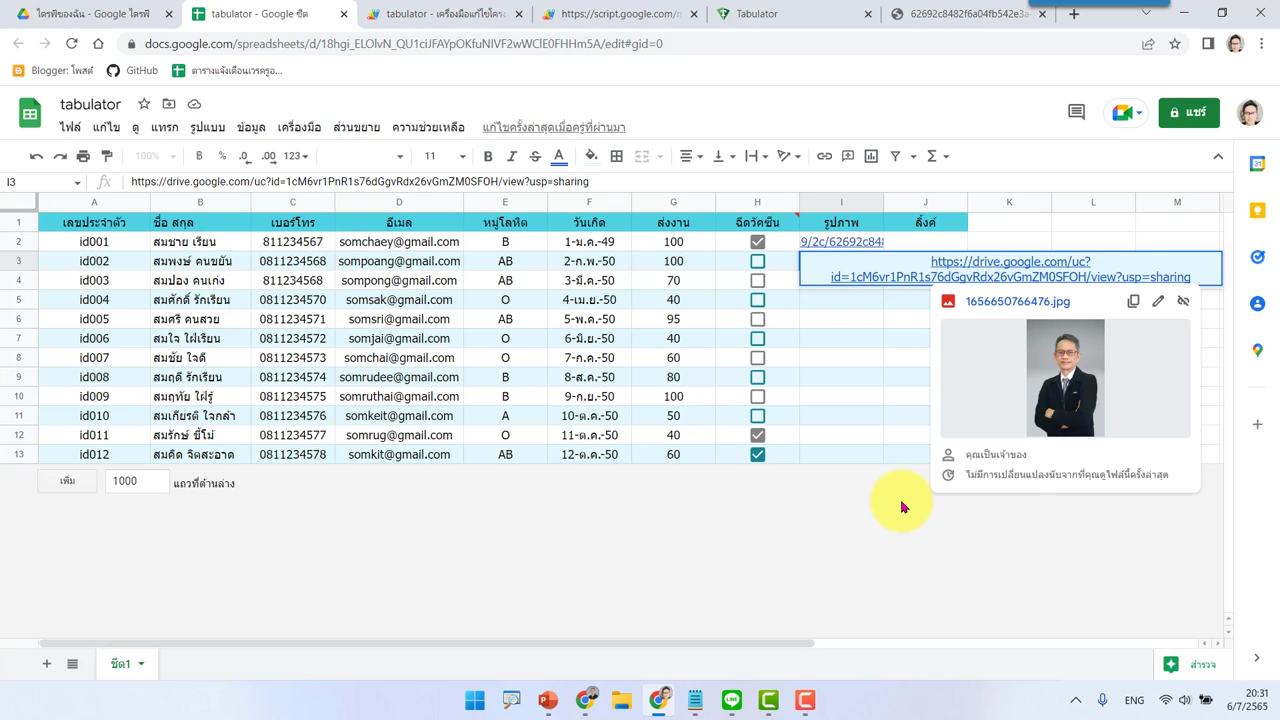 ไดรฟ์ของฉัน - Google ไดรฟ์
tabulator - Google ชีต
tabulator - เครื่องมือแก้ไขโครง
https://script.google.com/m
Tabulator
62692c8482f6a04fb542e3a
docs.google.com/spreadsheets/d/18hgi_ELOlvN_QU1ciJFAYpOKfuNIVF2wWClE0FHHm5A/edit#gid=0
Blogger: โพสต์
GitHub
ตารางแจ้งเตือนเวรครูอ...
tabulator
ไฟล์ แก้ไข ดู แทรก รูปแบบ ข้อมูล เครื่องมือ ส่วนขยาย ความช่วยเหลือ แก้ไขครั้งล่าสุดเมื่อครู่ที่ผ่านมา
แชร์
100% ฿ % .0 .00 123 11 B I S A
I3 fx https://drive.google.com/uc?id=1cM6vr1PnR1s76dGgvRdx26vGmZM0SFOH/view?usp=sharing
A B C D E F G H I J K L M
1 เลขประจำตัว ชื่อ สกุล เบอร์โทร อีเมล หมู่โลหิต วันเกิด ส่งงาน ฉีดวัคซีน รูปภาพ ลิ้งค์
2 id001 สมชาย เรียน 811234567 somchaey@gmail.com B 1-ม.ค.-49 100 9/2c/62692c848
3 id002 สมพงษ์ คนขยัน 0811234568 sompoang@gmail.com AB 2-ก.พ.-50 100 https://drive.google.com/uc?
id=1cM6vr1PnR1s76dGgvRdx26vGmZM0SFOH/view?usp=sharing
4 id003 สมปอง คนเก่ง 811234568 sompong@gmail.com AB 3-มี.ค.-50 70
5 id004 สมศักดิ์ รักเรียน 0811234570 somsak@gmail.com O 4-เม.ย.-50 40
1656650766476.jpg
6 id005 สมศรี คนสวย 0811234571 somsri@gmail.com AB 5-พ.ค.-50 95
7 id006 สมใจ ใฝ่เรียน 0811234572 somjai@gmail.com O 6-มิ.ย.-50 40
8 id007 สมชัย ใจดี 0811234573 somchai@gmail.com O 7-ก.ค.-50 60
9 id008 สมฤดี รักเรียน 0811234574 somrudee@gmail.com B 8-ส.ค.-50 80
10 id009 สมฤทัย ใฝ่รู้ 0811234575 somruthai@gmail.com B 9-ก.ย.-50 100
11 id010 สมเกียรติ ใจกล้า 0811234576 somkeit@gmail.com A 10-ต.ค.-50 50
12 id011 สมรักษ์ ขี้โม้ 0811234577 somrug@gmail.com O 11-ต.ค.-50 40
13 id012 สมคิด จิตสะอาด 0811234578 somkit@gmail.com AB 12-ต.ค.-50 60
คุณเป็นเจ้าของ
ไม่มีการเปลี่ยนแปลงนับจากที่คุณดูไฟล์นี้ครั้งล่าสุด
เพิ่ม 1000 แถวที่ด้านล่าง
ชีต1
สำรวจ
ENG
20:31
6/7/2565